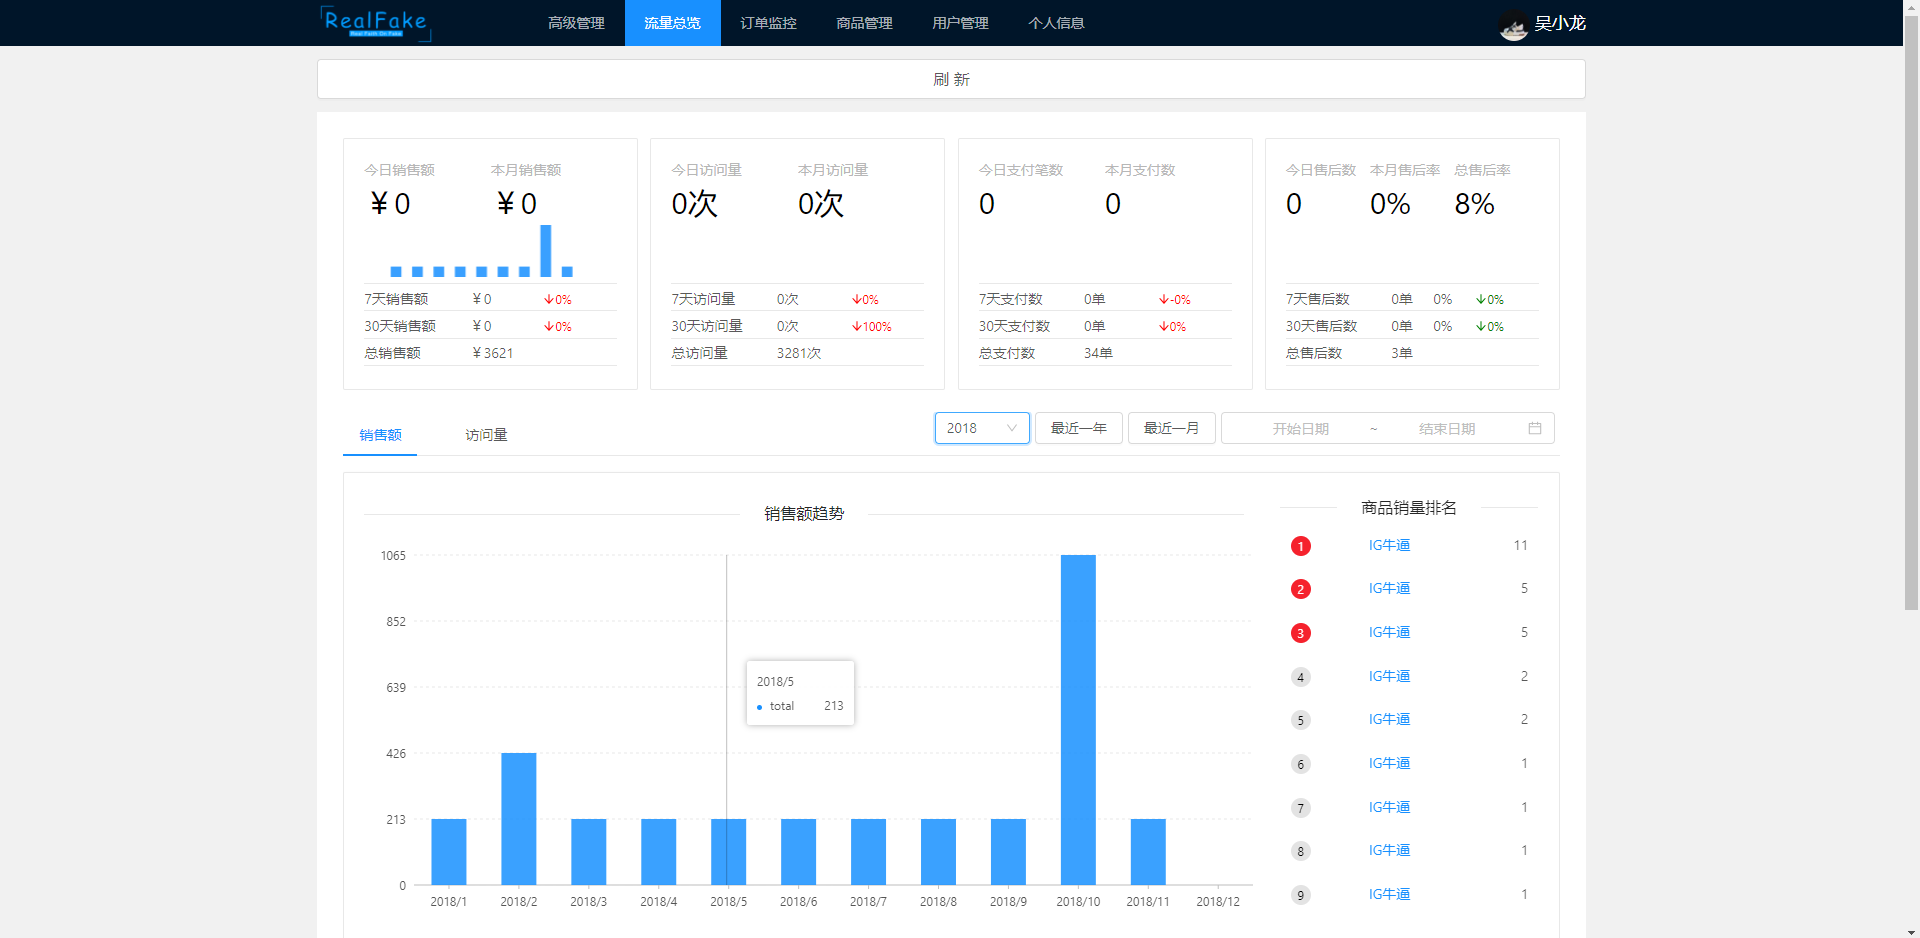 RealFake
Real Faith On Fake
高级管理 流量总览 订单监控 商品管理 用户管理 个人信息 吴小龙
刷 新
今日销售额 本月销售额
¥ 0 ¥ 0
7天销售额 ¥ 0 ↓0%
30天销售额 ¥ 0 ↓0%
总销售额 ¥ 3621
今日访问量 本月访问量
0次 0次
7天访问量 0次 ↓0%
30天访问量 0次 ↓100%
总访问量 3281次
今日支付笔数 本月支付数
0 0
7天支付数 0单 ↓-0%
30天支付数 0单 ↓0%
总支付数 34单
今日售后数 本月售后率 总售后率
0 0% 8%
7天售后数 0单 0% ↓0%
30天售后数 0单 0% ↓0%
总售后数 3单
销售额 访问量 2018 最近一年 最近一月 开始日期 ~ 结束日期
销售额趋势
1065
852
639
426
213
0
2018/5
total 213
2018/1 2018/2 2018/3 2018/4 2018/5 2018/6 2018/7 2018/8 2018/9 2018/10 2018/11 2018/12
商品销量排名
1 IG牛逼 11
2 IG牛逼 5
3 IG牛逼 5
4 IG牛逼 2
5 IG牛逼 2
6 IG牛逼 1
7 IG牛逼 1
8 IG牛逼 1
9 IG牛逼 1